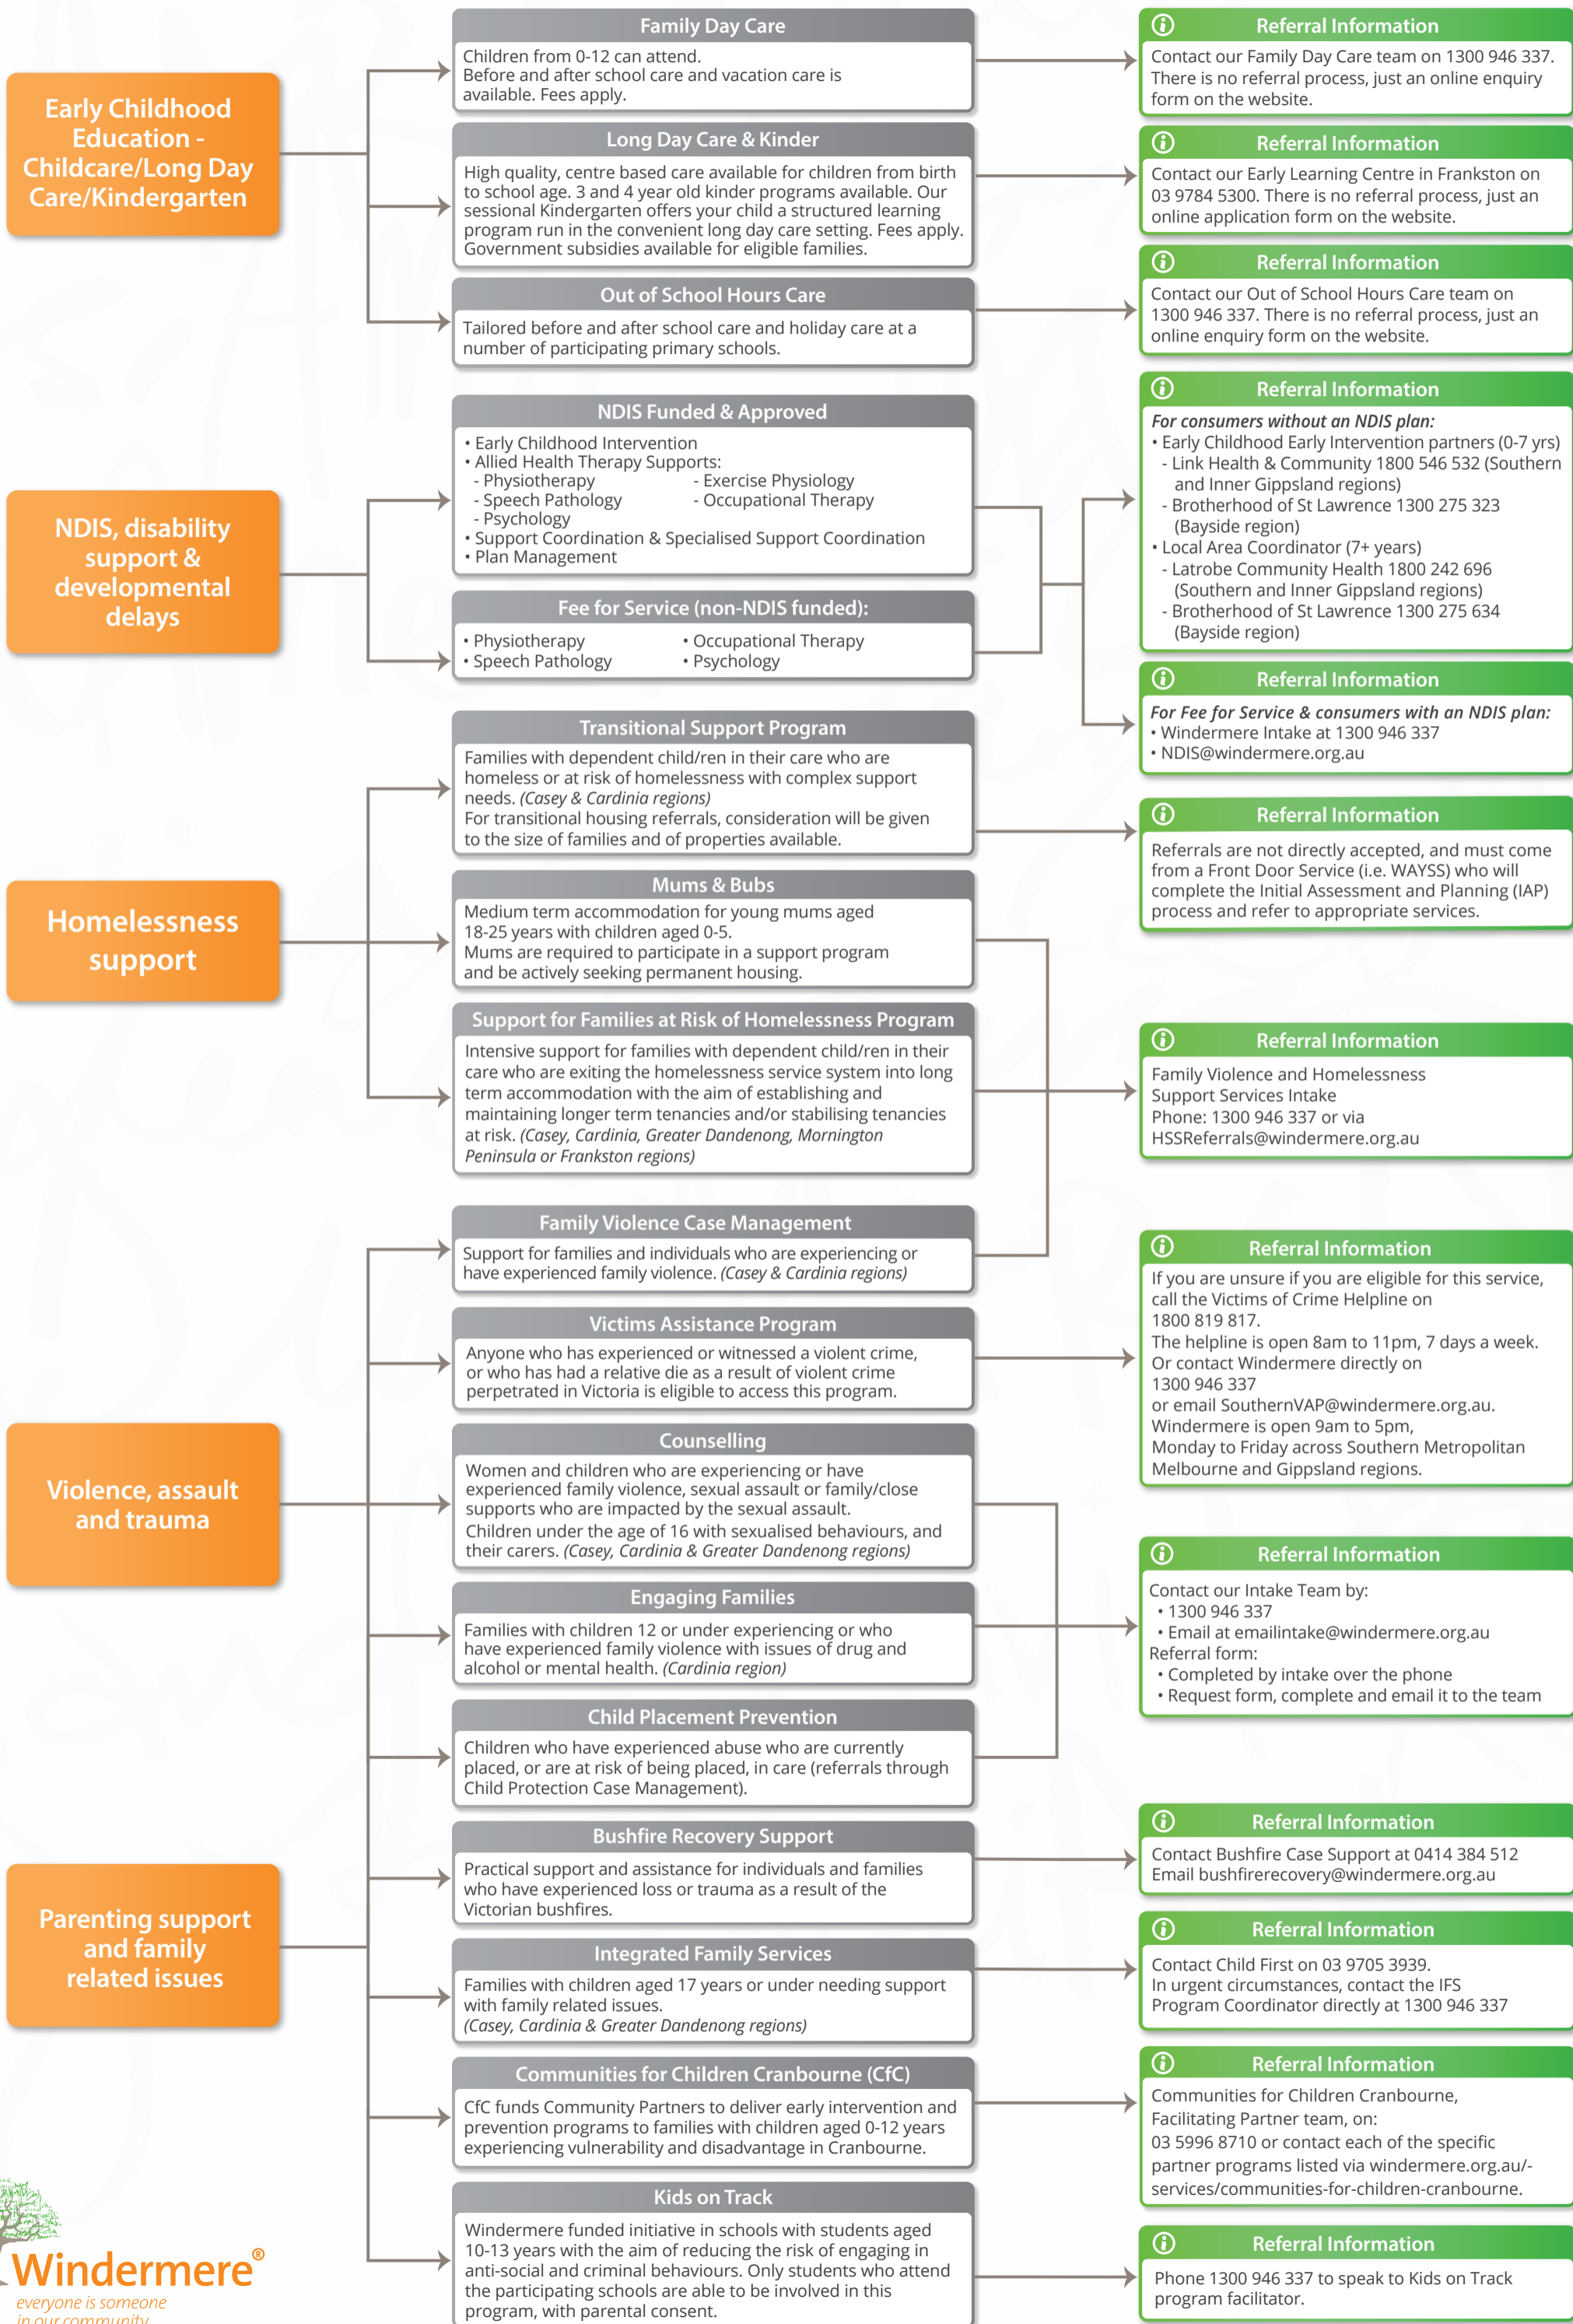 Early Childhood
Education -
Childcare/Long Day
Care/Kindergarten
Family Day Care
Children from 0-12 can attend.
Before and after school care and vacation care is
available. Fees apply.
Referral Information
Contact our Family Day Care team on 1300 946 337.
There is no referral process, just an online enquiry
form on the website.
Long Day Care & Kinder
High quality, centre based care available for children from birth
to school age. 3 and 4 year old kinder programs available. Our
sessional Kindergarten offers your child a structured learning
program run in the convenient long day care setting. Fees apply.
Government subsidies available for eligible families.
Referral Information
Contact our Early Learning Centre in Frankston on
03 9784 5300. There is no referral process, just an
online application form on the website.
Out of School Hours Care
Tailored before and after school care and holiday care at a
number of participating primary schools.
Referral Information
Contact our Out of School Hours Care team on
1300 946 337. There is no referral process, just an
online enquiry form on the website.
NDIS, disability
support &
developmental
delays
NDIS Funded & Approved
• Early Childhood Intervention
• Allied Health Therapy Supports:
- Physiotherapy - Exercise Physiology
- Speech Pathology - Occupational Therapy
- Psychology
• Support Coordination & Specialised Support Coordination
• Plan Management
Fee for Service (non-NDIS funded):
• Physiotherapy • Occupational Therapy
• Speech Pathology • Psychology
Referral Information
For consumers without an NDIS plan:
• Early Childhood Early Intervention partners (0-7 yrs)
- Link Health & Community 1800 546 532 (Southern
and Inner Gippsland regions)
- Brotherhood of St Lawrence 1300 275 323
(Bayside region)
• Local Area Coordinator (7+ years)
- Latrobe Community Health 1800 242 696
(Southern and Inner Gippsland regions)
- Brotherhood of St Lawrence 1300 275 634
(Bayside region)
Referral Information
For Fee for Service & consumers with an NDIS plan:
• Windermere Intake at 1300 946 337
• NDIS@windermere.org.au
Homelessness
support
Transitional Support Program
Families with dependent child/ren in their care who are
homeless or at risk of homelessness with complex support
needs. (Casey & Cardinia regions)
For transitional housing referrals, consideration will be given
to the size of families and of properties available.
Referral Information
Referrals are not directly accepted, and must come
from a Front Door Service (i.e. WAYSS) who will
complete the Initial Assessment and Planning (IAP)
process and refer to appropriate services.
Mums & Bubs
Medium term accommodation for young mums aged
18-25 years with children aged 0-5.
Mums are required to participate in a support program
and be actively seeking permanent housing.
Support for Families at Risk of Homelessness Program
Intensive support for families with dependent child/ren in their
care who are exiting the homelessness service system into long
term accommodation with the aim of establishing and
maintaining longer term tenancies and/or stabilising tenancies
at risk. (Casey, Cardinia, Greater Dandenong, Mornington
Peninsula or Frankston regions)
Referral Information
Family Violence and Homelessness
Support Services Intake
Phone: 1300 946 337 or via
HSSReferrals@windermere.org.au
Violence, assault
and trauma
Family Violence Case Management
Support for families and individuals who are experiencing or
have experienced family violence. (Casey & Cardinia regions)
Victims Assistance Program
Anyone who has experienced or witnessed a violent crime,
or who has had a relative die as a result of violent crime
perpetrated in Victoria is eligible to access this program.
Referral Information
If you are unsure if you are eligible for this service,
call the Victims of Crime Helpline on
1800 819 817.
The helpline is open 8am to 11pm, 7 days a week.
Or contact Windermere directly on
1300 946 337
or email SouthernVAP@windermere.org.au.
Windermere is open 9am to 5pm,
Monday to Friday across Southern Metropolitan
Melbourne and Gippsland regions.
Counselling
Women and children who are experiencing or have
experienced family violence, sexual assault or family/close
supports who are impacted by the sexual assault.
Children under the age of 16 with sexualised behaviours, and
their carers. (Casey, Cardinia & Greater Dandenong regions)
Engaging Families
Families with children 12 or under experiencing or who
have experienced family violence with issues of drug and
alcohol or mental health. (Cardinia region)
Child Placement Prevention
Children who have experienced abuse who are currently
placed, or are at risk of being placed, in care (referrals through
Child Protection Case Management).
Referral Information
Contact our Intake Team by:
• 1300 946 337
• Email at emailintake@windermere.org.au
Referral form:
• Completed by intake over the phone
• Request form, complete and email it to the team
Parenting support
and family
related issues
Bushfire Recovery Support
Practical support and assistance for individuals and families
who have experienced loss or trauma as a result of the
Victorian bushfires.
Referral Information
Contact Bushfire Case Support at 0414 384 512
Email bushfirerecovery@windermere.org.au
Integrated Family Services
Families with children aged 17 years or under needing support
with family related issues.
(Casey, Cardinia & Greater Dandenong regions)
Referral Information
Contact Child First on 03 9705 3939.
In urgent circumstances, contact the IFS
Program Coordinator directly at 1300 946 337
Communities for Children Cranbourne (CfC)
CfC funds Community Partners to deliver early intervention and
prevention programs to families with children aged 0-12 years
experiencing vulnerability and disadvantage in Cranbourne.
Referral Information
Communities for Children Cranbourne,
Facilitating Partner team, on:
03 5996 8710 or contact each of the specific
partner programs listed via windermere.org.au/-
services/communities-for-children-cranbourne.
Kids on Track
Windermere funded initiative in schools with students aged
10-13 years with the aim of reducing the risk of engaging in
anti-social and criminal behaviours. Only students who attend
the participating schools are able to be involved in this
program, with parental consent.
Referral Information
Phone 1300 946 337 to speak to Kids on Track
program facilitator.
Windermere®
everyone is someone
in our community